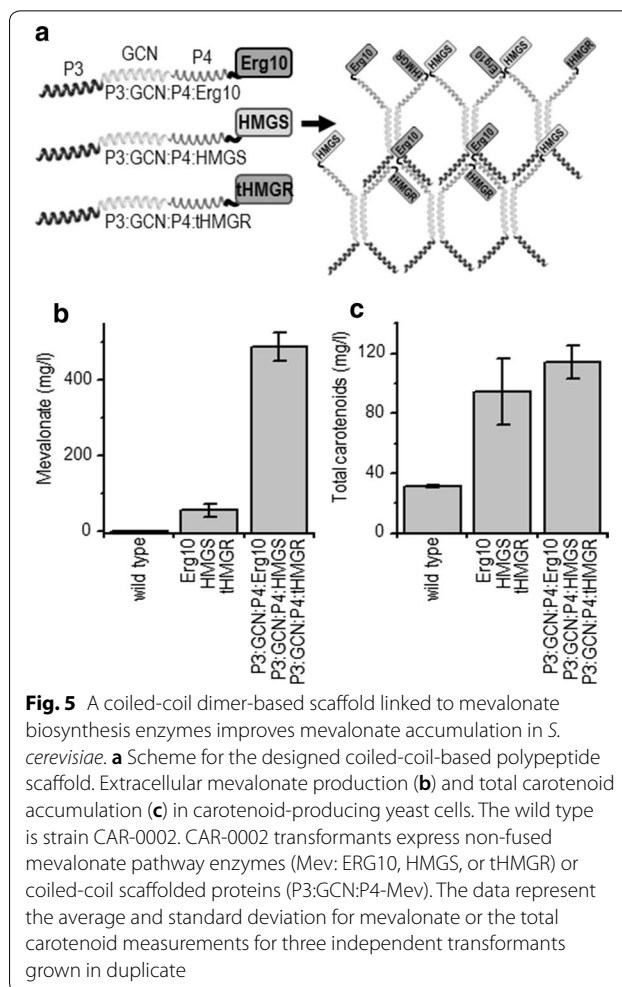 a
P3 GCN P4 Erg10
P3:GCN:P4:Erg10
HMGS
P3:GCN:P4:HMGS
tHMGR
P3:GCN:P4:tHMGR
Erg10 tHMGR HMGS Erg10 HMGS tHMGR
HMGS Erg10 Erg10 HMGS
tHMGR tHMGR
b
Mevalonate (mg/l)
400
200
0
wild type
Erg10
HMGS
tHMGR
P3:GCN:P4:Erg10
P3:GCN:P4:HMGS
P3:GCN:P4:tHMGR
c
Total carotenoids (mg/l)
120
80
40
0
wild type
Erg10
HMGS
tHMGR
P3:GCN:P4:Erg10
P3:GCN:P4:HMGS
P3:GCN:P4:tHMGR
Fig. 5 A coiled-coil dimer-based scaffold linked to mevalonate
biosynthesis enzymes improves mevalonate accumulation in S.
cerevisiae. a Scheme for the designed coiled-coil-based polypeptide
scaffold. Extracellular mevalonate production (b) and total carotenoid
accumulation (c) in carotenoid-producing yeast cells. The wild type
is strain CAR-0002. CAR-0002 transformants express non-fused
mevalonate pathway enzymes (Mev: ERG10, HMGS, or tHMGR) or
coiled-coil scaffolded proteins (P3:GCN:P4-Mev). The data represent
the average and standard deviation for mevalonate or the total
carotenoid measurements for three independent transformants
grown in duplicate